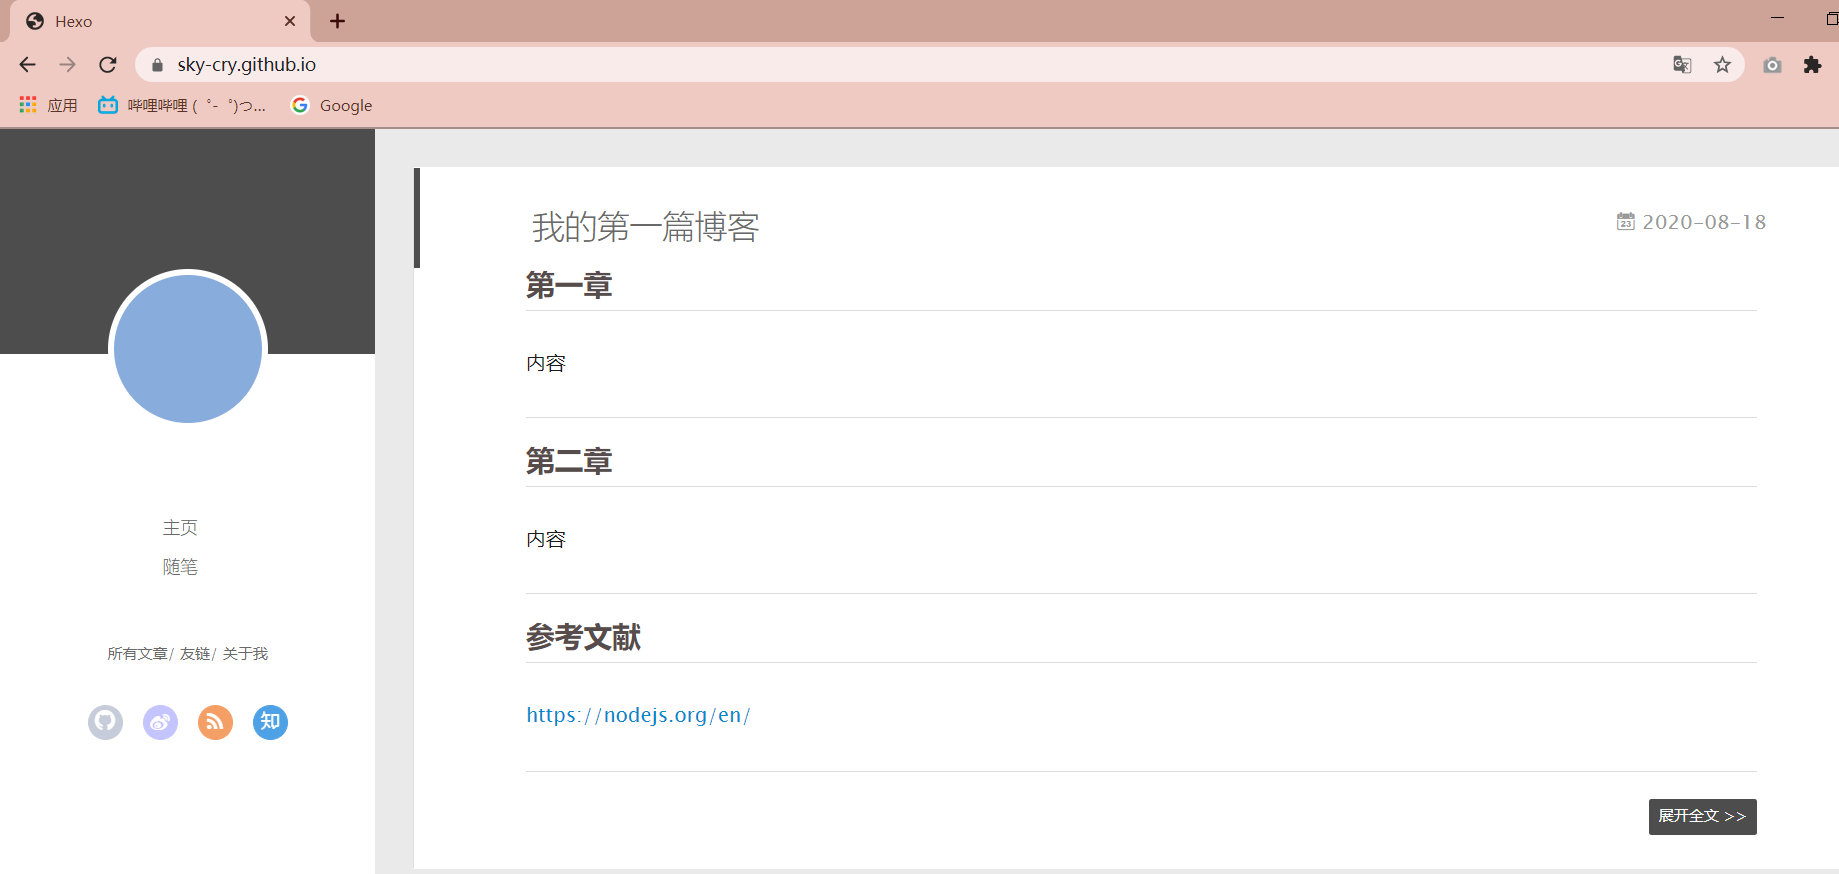 Hexo
sky-cry.github.io
应用 哔哩哔哩 ( ゜- ゜)つ... Google
我的第一篇博客
23 2020-08-18
第一章
内容
第二章
内容
参考文献
https://nodejs.org/en/
展开全文 >>
主页
随笔
所有文章/ 友链/ 关于我
知